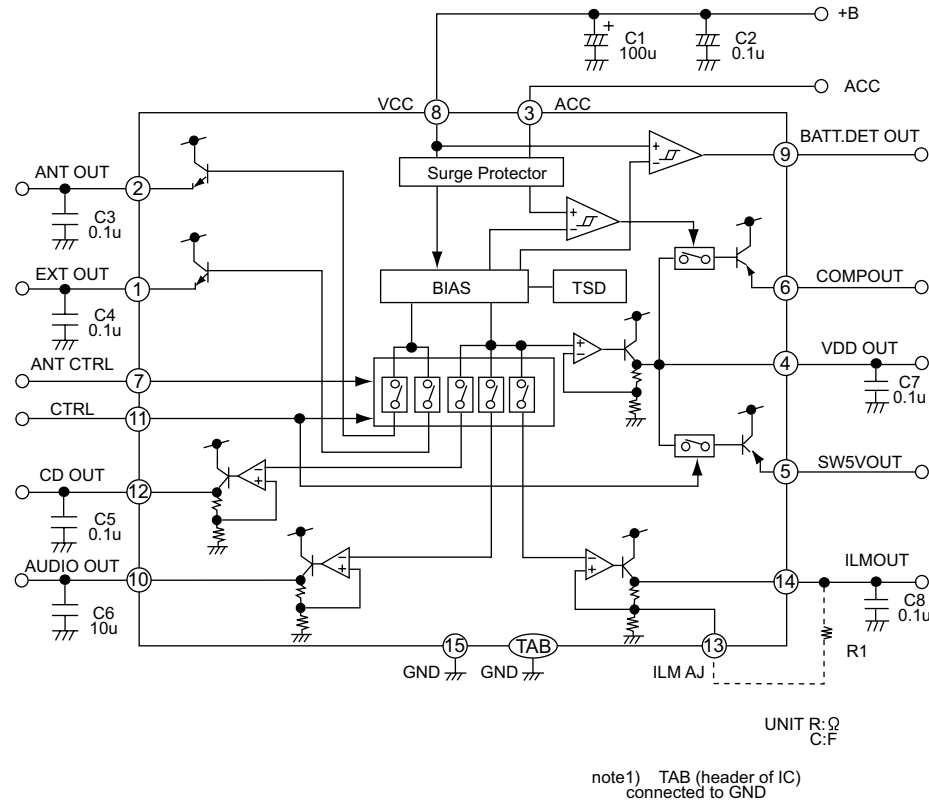 +B
+
C1
100u
C2
0.1u
ACC
VCC
8
3
ACC
BATT.DET OUT
9
ANT OUT
2
Surge Protector
+
−
C3
0.1u
+
−
EXT OUT
1
BIAS
TSD
COMPOUT
6
C4
0.1u
ANT CTRL
7
+
−
VDD OUT
4
C7
0.1u
CTRL
11
CD OUT
12
−
+
SW5VOUT
5
C5
0.1u
AUDIO OUT
10
−
+
−
+
ILMOUT
14
C6
10u
C8
0.1u
R1
15
TAB
13
GND
GND
ILM AJ
UNIT R:Ω
C:F
note1) TAB (header of IC)
connected to GND